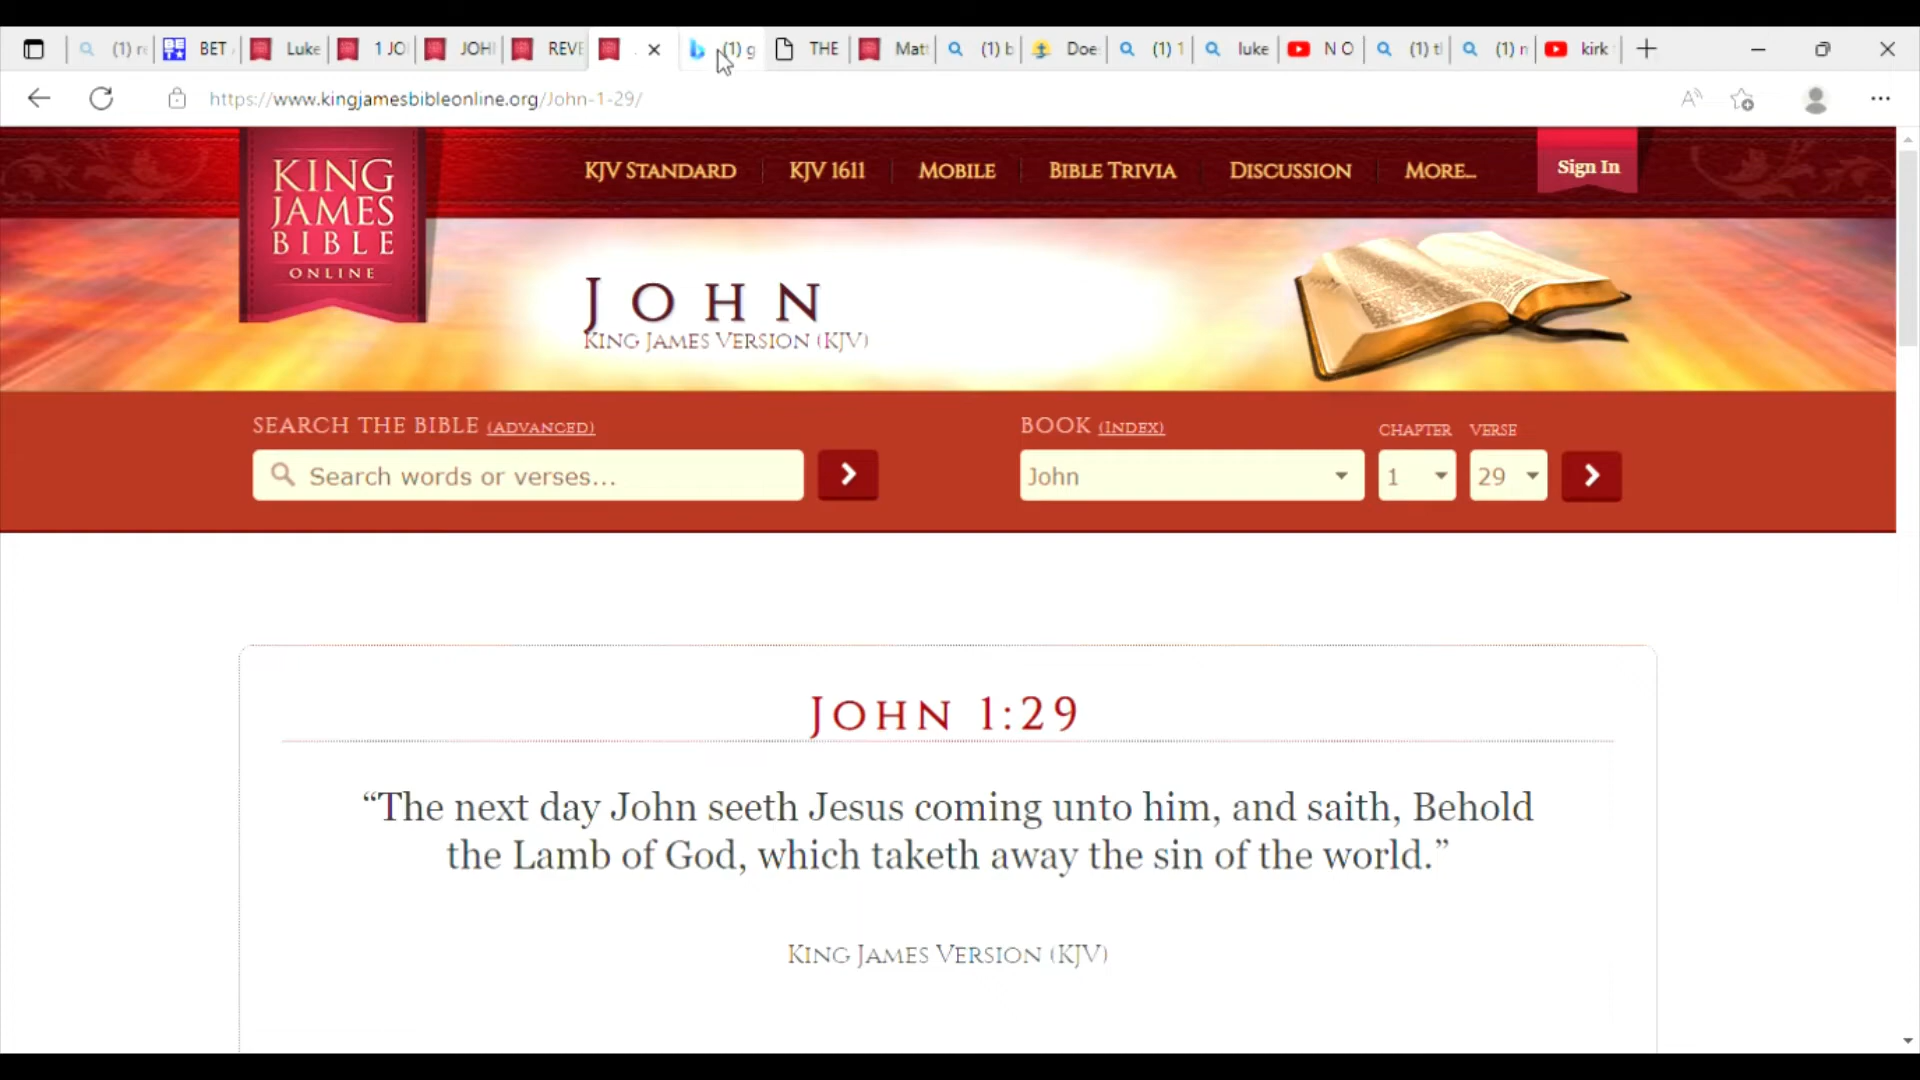 (1) r
BET
Luke
1 JO
JOHI
REVE
(1) g
THE
Matt
(1) b
Doe
(1) 1
luke
N O
(1) tl
(1) n
kirk
https://www.kingjamesbibleonline.org/John-1-29/
KING
JAMES
BIBLE
ONLINE
KJV STANDARD
KJV 1611
MOBILE
BIBLE TRIVIA
DISCUSSION
MORE...
Sign In
JOHN
KING JAMES VERSION (KJV)
SEARCH THE BIBLE (ADVANCED)
BOOK (INDEX)
CHAPTER
VERSE
Search words or verses...
John
1
29
JOHN 1:29
“The next day John seeth Jesus coming unto him, and saith, Behold
the Lamb of God, which taketh away the sin of the world.”
KING JAMES VERSION (KJV)